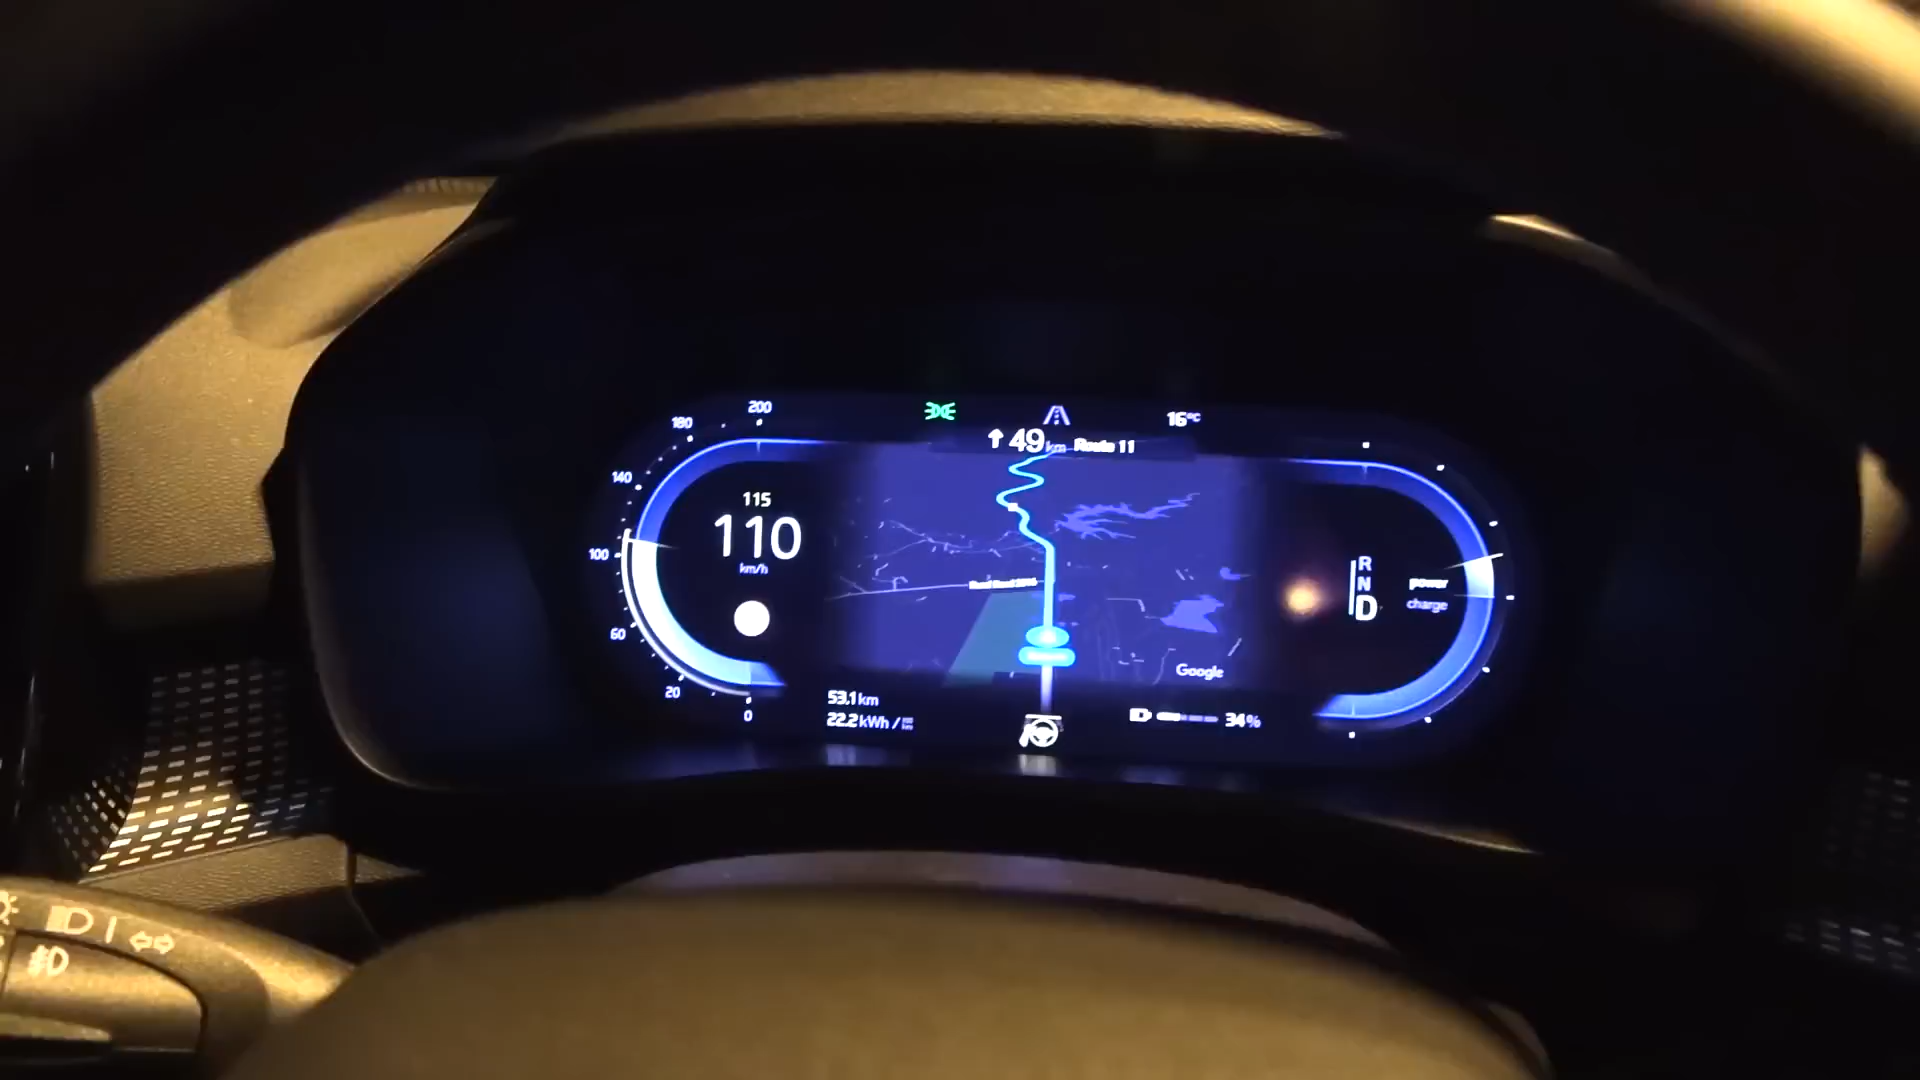 200
180
140
100
60
20
0
16°C
49 km Route 11
115
110
km/h
R
N
D
power
charge
Google
53.1 km
22.2 kWh /
34%